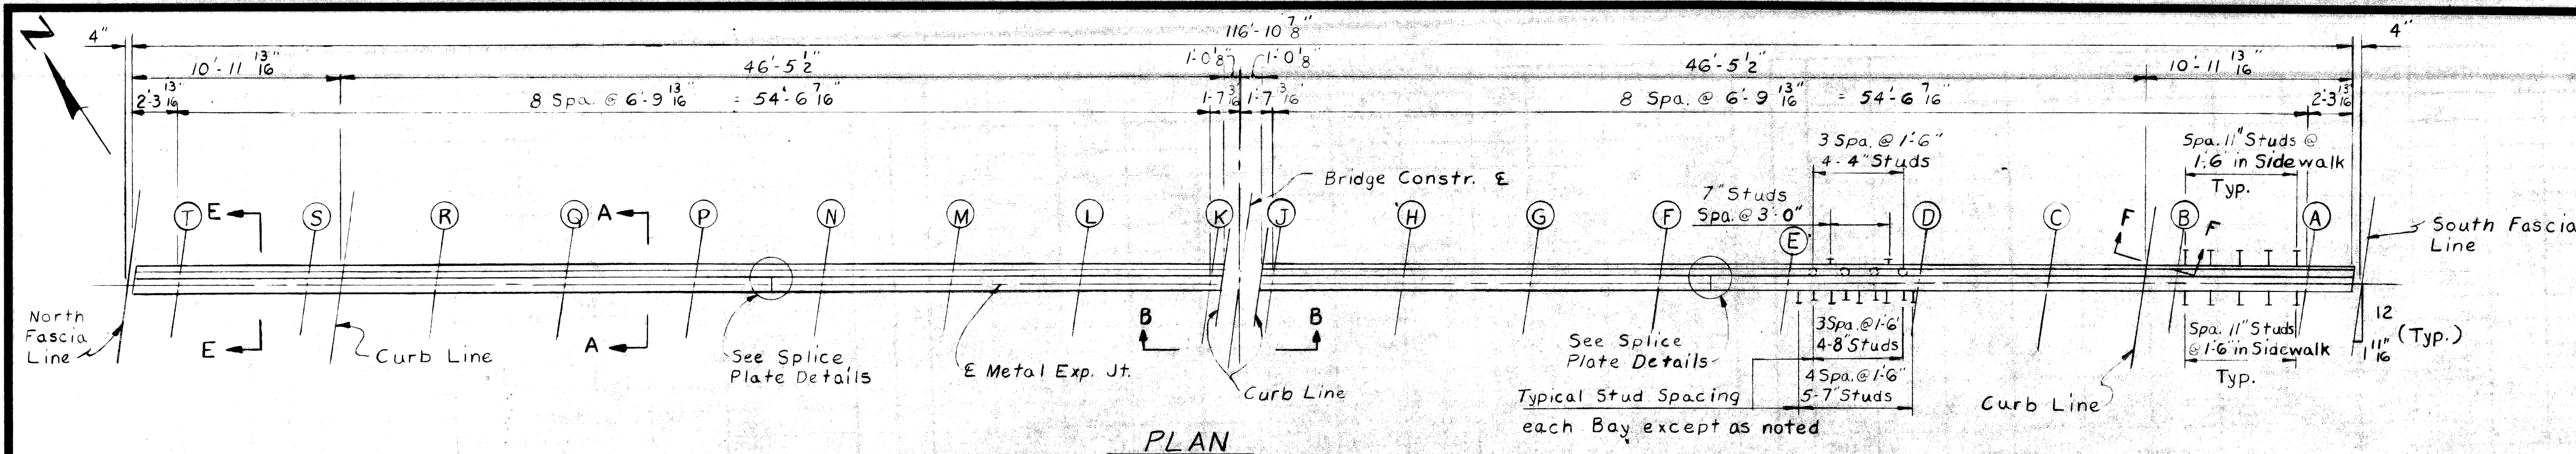 N
4"
116'-10 7/8"
4"
10'-11 13/16"
46'-5 1/2"
1'-0 1/8"
1'-0 1/8"
46'-5 1/2"
10'-11 13/16"
2'-3 13/16"
8 Spa. @ 6'-9 13/16" = 54'-6 7/16"
1'-7 3/16"
1'-7 3/16"
8 Spa. @ 6'-9 13/16" = 54'-6 7/16"
2'-3 13/16"
3 Spa. @ 1'-6"
4-4" Studs
Spa. 11" Studs @
1'-6 in Sidewalk
Typ.
Bridge Constr. ℄
7" Studs
Spa. @ 3'-0"
T
E
S
R
Q
A
P
N
M
L
K
J
H
G
F
E
D
C
F
B
F
A
South Fascia
Line
North
Fascia
Line
E
Curb Line
A
See Splice
Plate Details
℄ Metal Exp. Jt.
B
B
Curb Line
See Splice
Plate Details
3 Spa. @ 1'-6"
4-8" Studs
4 Spa. @ 1'-6"
5-7" Studs
Typical Stud Spacing
each Bay except as noted
Curb Line
Spa. 11" Studs
@ 1'-6" in Sidewalk
Typ.
12
1 11/16"
(Typ.)
PLAN